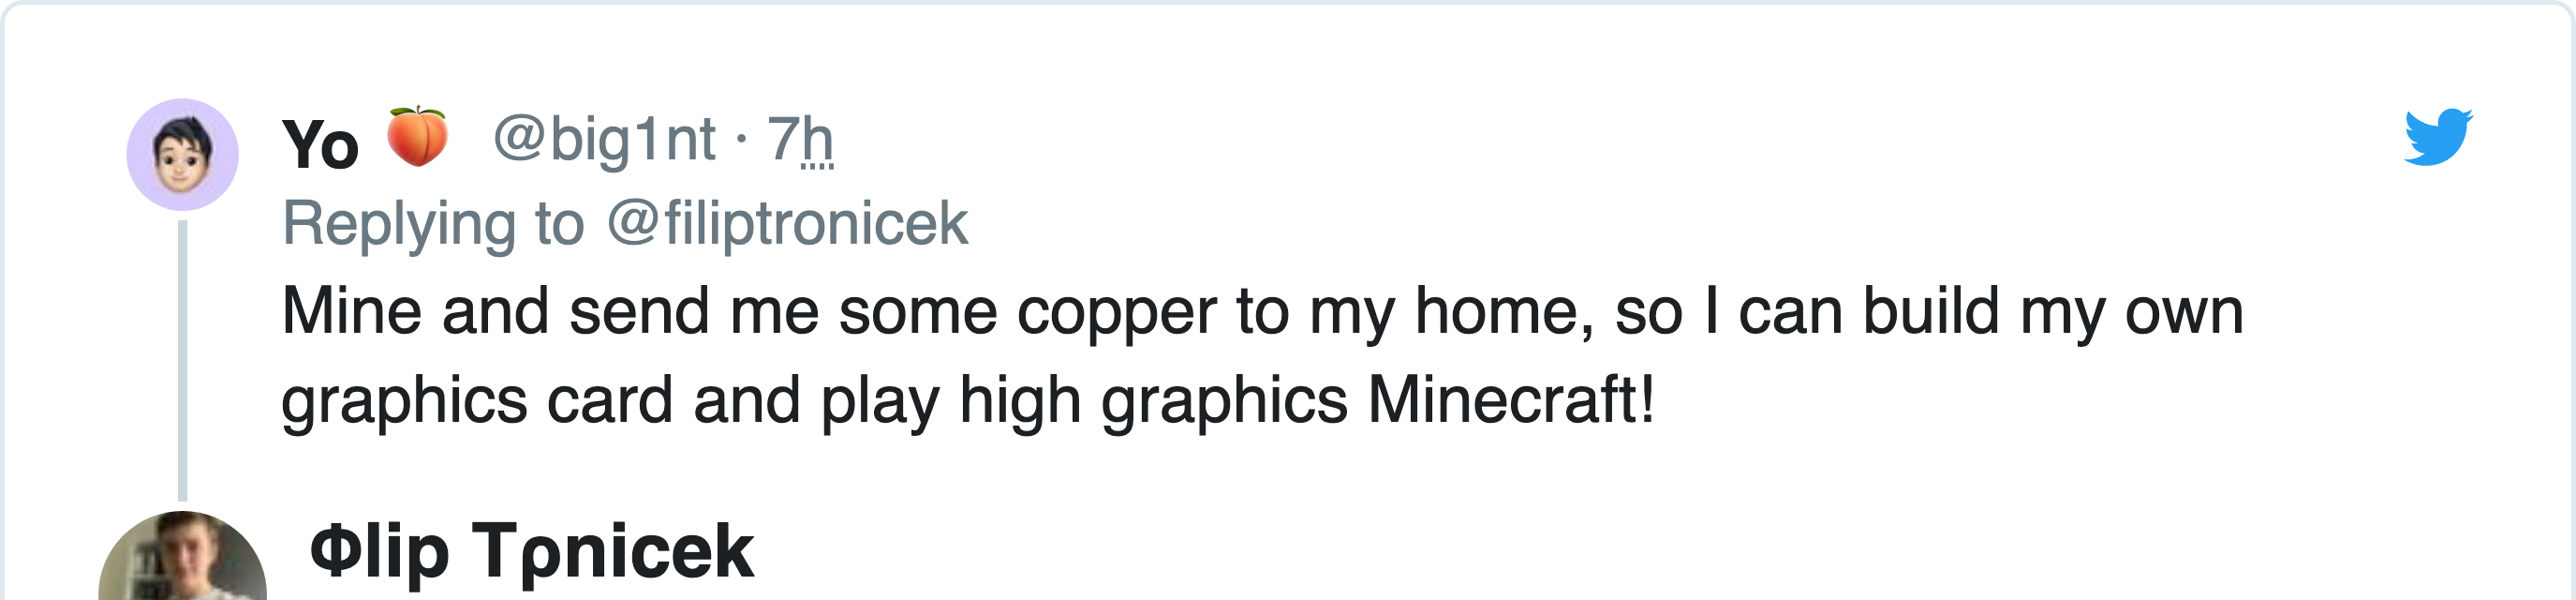 Yo 🍑 @big1nt · 7h
Replying to @filiptronicek
Mine and send me some copper to my home, so I can build my own
graphics card and play high graphics Minecraft!
Φlip Tρnicek